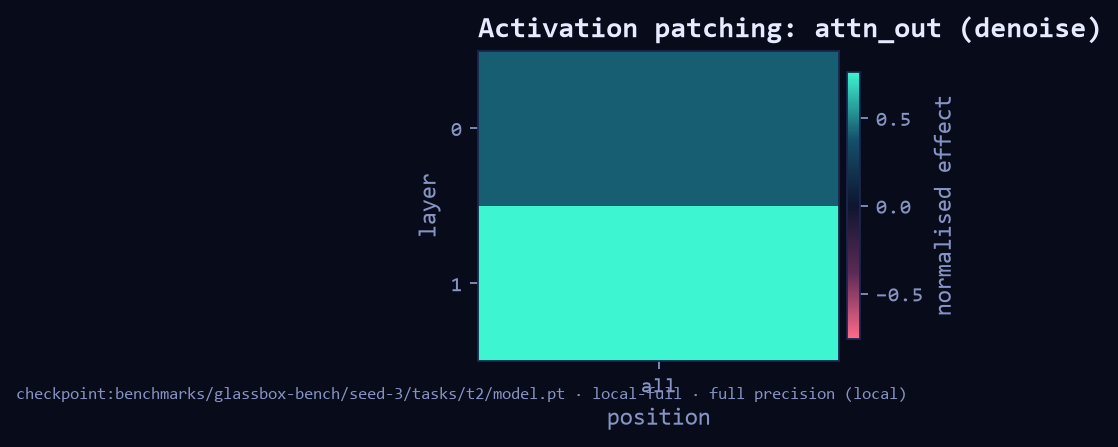 Activation patching: attn_out (denoise)
0
1
layer
0.5
0.0
-0.5
normalised effect
all
checkpoint:benchmarks/glassbox-bench/seed-3/tasks/t2/model.pt · local-full · full precision (local)
position